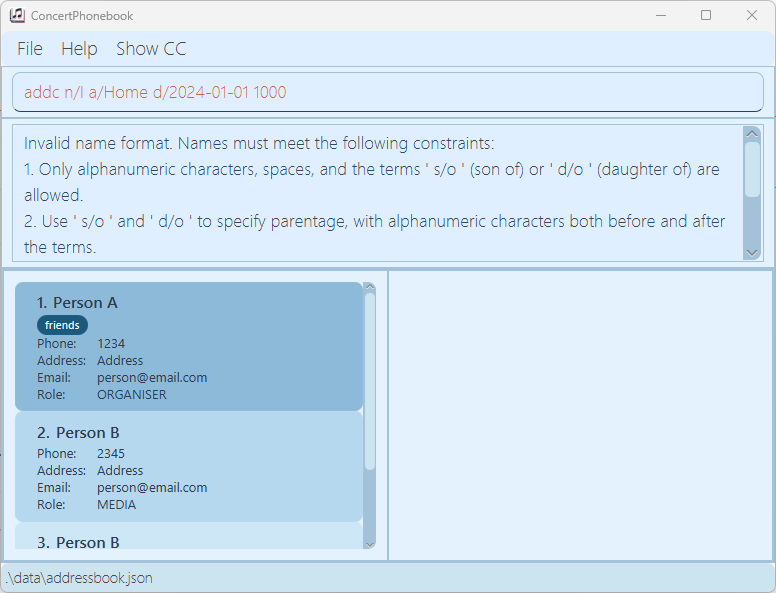 ConcertPhonebook
File Help Show CC
addc n/I a/Home d/2024-01-01 1000
Invalid name format. Names must meet the following constraints:
1. Only alphanumeric characters, spaces, and the terms ' s/o ' (son of) or ' d/o ' (daughter of) are
allowed.
2. Use ' s/o ' and ' d/o ' to specify parentage, with alphanumeric characters both before and after
the terms.
1. Person A
friends
Phone: 1234
Address: Address
Email: person@email.com
Role: ORGANISER
2. Person B
Phone: 2345
Address: Address
Email: person@email.com
Role: MEDIA
3. Person B
.\data\addressbook.json